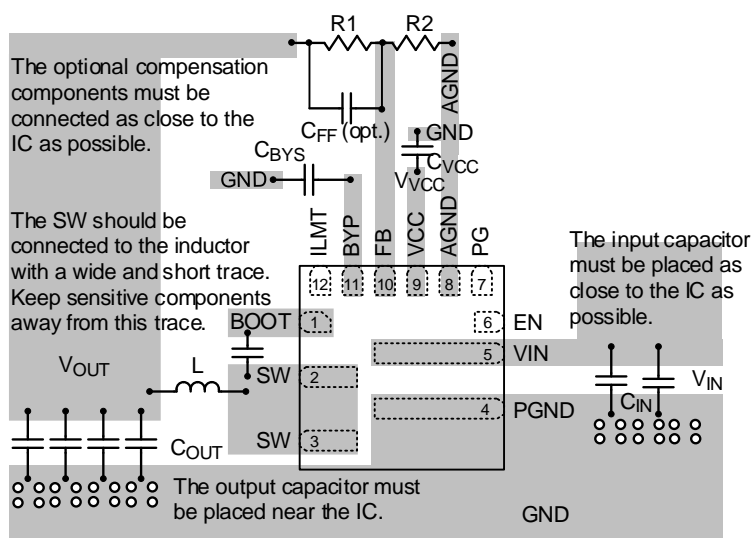 R1 R2
The optional compensation
components must be
connected as close to the
IC as possible.
AGND
CFF (opt.)
GND
CBYS
CVCC
GND
VVCC
The SW should be
connected to the inductor
with a wide and short trace.
Keep sensitive components
away from this trace.
ILMT BYP FB VCC AGND PG
The input capacitor
must be placed as
close to the IC as
possible.
12 11 10 9 8 7
BOOT 1 6 EN
5 VIN
VOUT L
SW 2
VIN
CIN
4 PGND
COUT SW 3
The output capacitor must
be placed near the IC.
GND